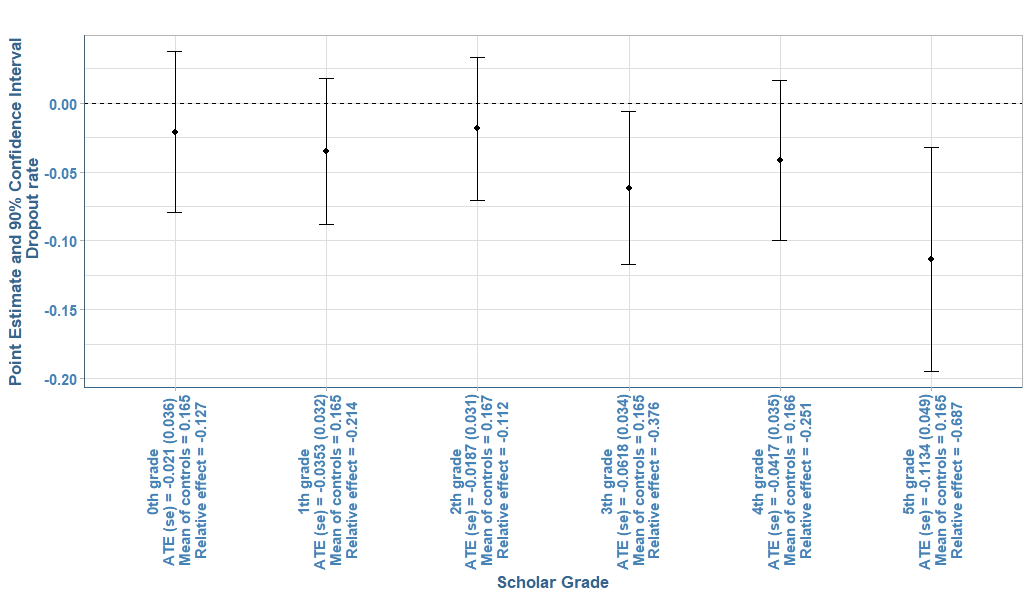 Point Estimate and 90% Confidence Interval
Dropout rate
0.00
-0.05
-0.10
-0.15
-0.20
0th grade
ATE (se) = -0.021 (0.036)
Mean of controls = 0.165
Relative effect = -0.127
1th grade
ATE (se) = -0.0353 (0.032)
Mean of controls = 0.165
Relative effect = -0.214
2th grade
ATE (se) = -0.0187 (0.031)
Mean of controls = 0.167
Relative effect = -0.112
3th grade
ATE (se) = -0.0618 (0.034)
Mean of controls = 0.165
Relative effect = -0.376
4th grade
ATE (se) = -0.0417 (0.035)
Mean of controls = 0.166
Relative effect = -0.251
5th grade
ATE (se) = -0.1134 (0.049)
Mean of controls = 0.165
Relative effect = -0.687
Scholar Grade